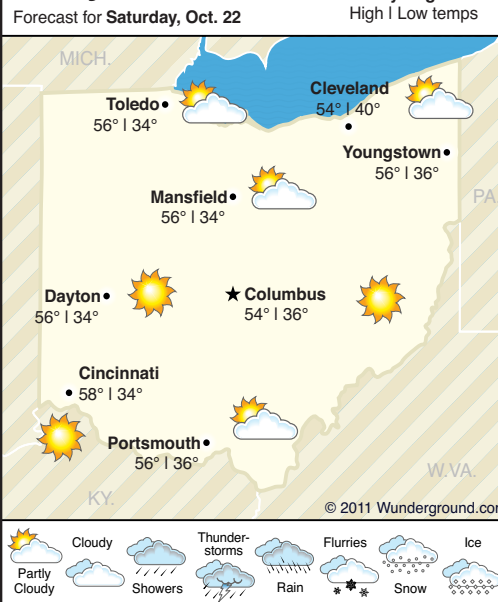 Forecast for Saturday, Oct. 22
High | Low temps
MICH.
Cleveland
54° | 40°
Toledo
56° | 34°
Youngstown
56° | 36°
Mansfield
56° | 34°
PA.
Dayton
56° | 34°
Columbus
54° | 36°
Cincinnati
58° | 34°
Portsmouth
56° | 36°
W.VA.
KY.
© 2011 Wunderground.com
Partly
Cloudy
Cloudy
Showers
Thunder-
storms
Rain
Flurries
Snow
Ice